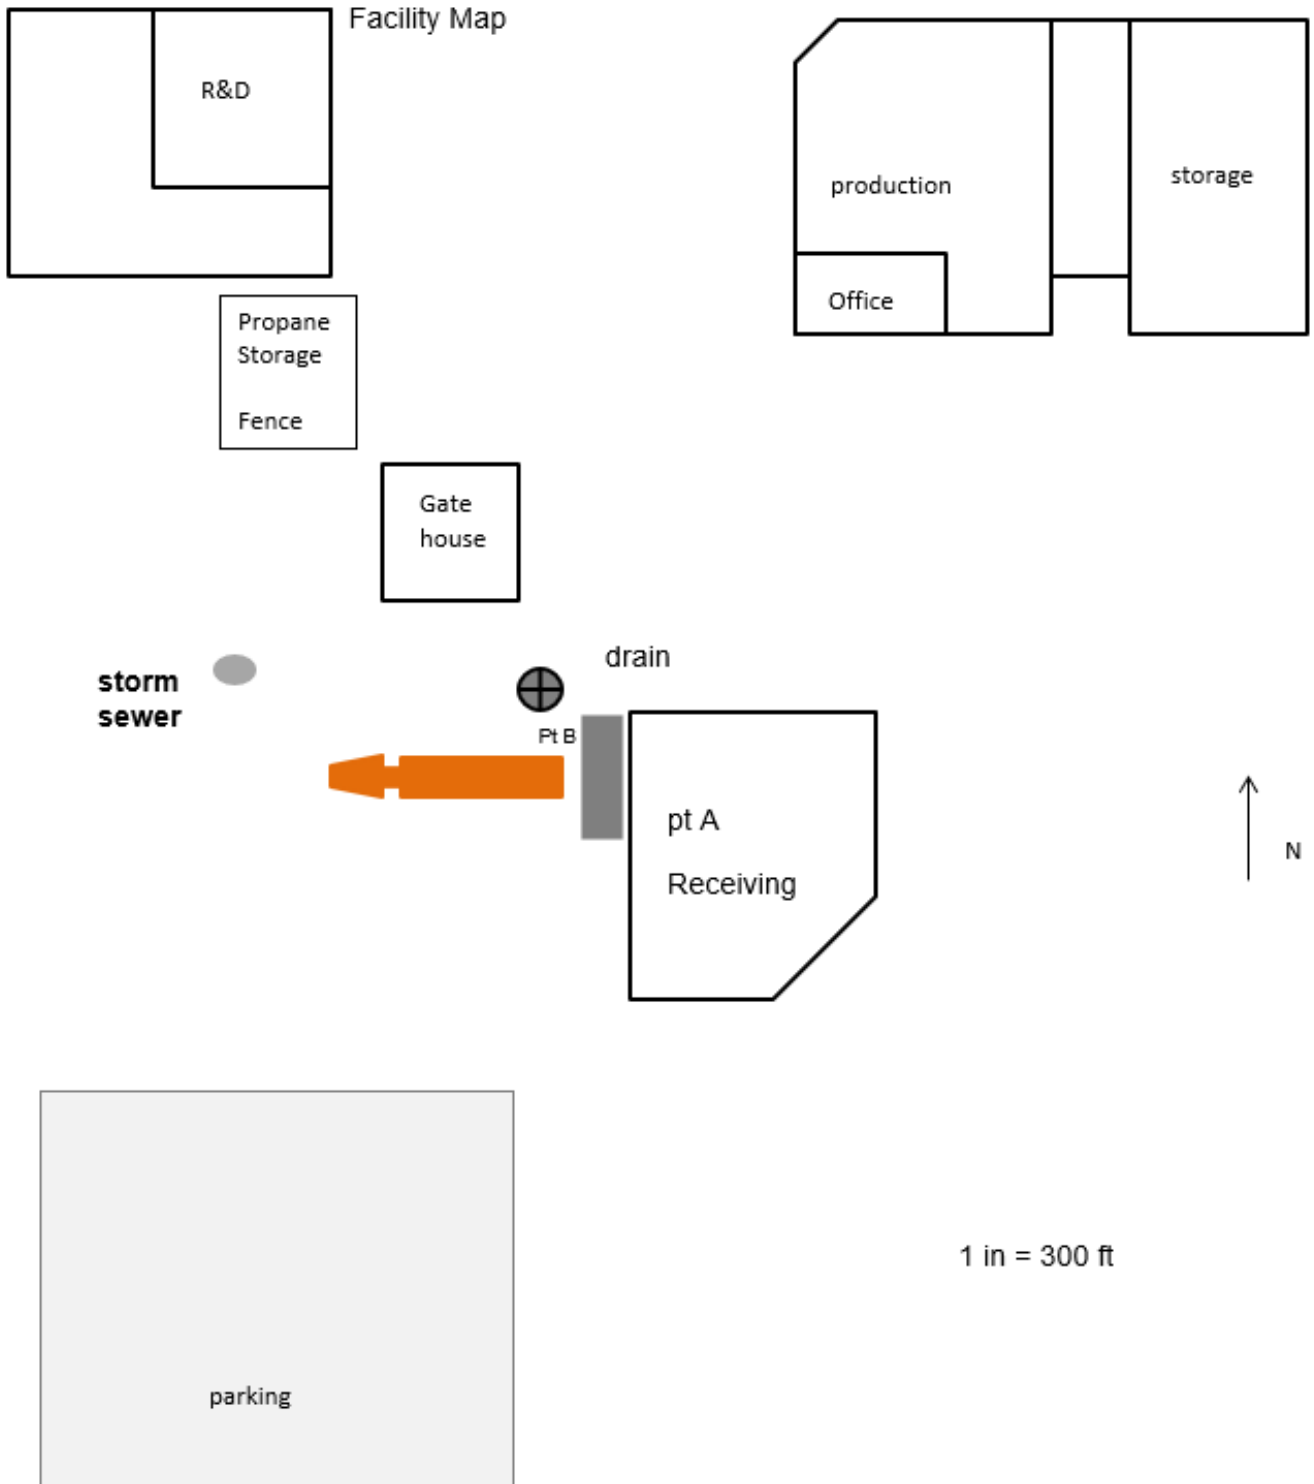 Facility Map
R&D
production
storage
Office
Propane
Storage
Fence
Gate
house
drain
storm
sewer
Pt B
pt A
Receiving
N
1 in = 300 ft
parking